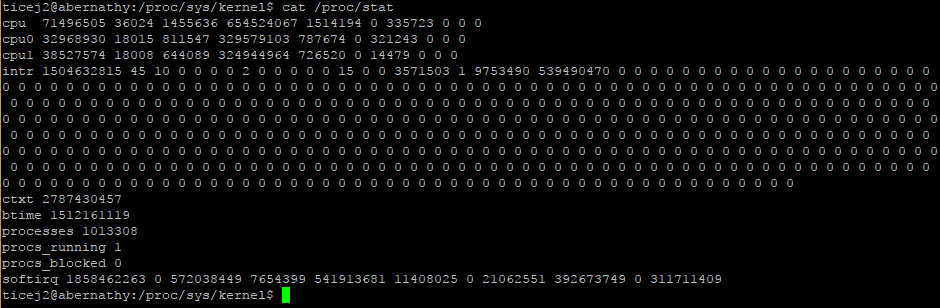 ticej2@abernathy:/proc/sys/kernel$ cat /proc/stat
cpu  71496505 36024 1455636 654524067 1514194 0 335723 0 0 0
cpu0 32968930 18015 811547 329579103 787674 0 321243 0 0 0
cpu1 38527574 18008 644089 324944964 726520 0 14479 0 0 0
intr 1504632815 45 10 0 0 0 0 2 0 0 0 0 0 15 0 0 3571503 1 9753490 539490470 0 0 0 0 0 0 0 0 0 0 0 0 0 0 0 0 0 0 0 0
0 0 0 0 0 0 0 0 0 0 0 0 0 0 0 0 0 0 0 0 0 0 0 0 0 0 0 0 0 0 0 0 0 0 0 0 0 0 0 0 0 0 0 0 0 0 0 0 0 0 0 0 0 0 0 0 0 0 0
 0 0 0 0 0 0 0 0 0 0 0 0 0 0 0 0 0 0 0 0 0 0 0 0 0 0 0 0 0 0 0 0 0 0 0 0 0 0 0 0 0 0 0 0 0 0 0 0 0 0 0 0 0 0 0 0 0 0
0 0 0 0 0 0 0 0 0 0 0 0 0 0 0 0 0 0 0 0 0 0 0 0 0 0 0 0 0 0 0 0 0 0 0 0 0 0 0 0 0 0 0 0 0 0 0 0 0 0 0 0 0 0 0 0 0 0 0
 0 0 0 0 0 0 0 0 0 0 0 0 0 0 0 0 0 0 0 0 0 0 0 0 0 0 0 0 0 0 0 0 0 0 0 0 0 0 0 0 0 0 0 0 0 0 0 0 0 0 0 0 0 0 0 0 0 0
0 0 0 0 0 0 0 0 0 0 0 0 0 0 0 0 0 0 0 0 0 0 0 0 0 0 0 0 0 0 0 0 0 0 0 0 0 0 0 0 0 0 0 0 0 0 0 0 0 0 0 0 0 0 0 0 0 0 0
 0 0 0 0 0 0 0 0 0 0 0 0 0 0 0 0 0 0 0 0 0 0 0 0 0 0 0 0 0 0 0 0 0 0 0 0 0 0 0 0 0 0 0 0 0 0 0 0 0 0 0 0 0 0 0 0 0 0
0 0 0 0 0 0 0 0 0 0 0 0 0 0 0 0 0 0 0 0 0 0 0 0 0 0 0 0 0 0 0 0 0 0 0 0 0 0 0 0 0 0 0 0 0 0 0 0 0 0
ctxt 2787430457
btime 1512161119
processes 1013308
procs_running 1
procs_blocked 0
softirq 1858462263 0 572038449 7654399 541913681 11408025 0 21062551 392673749 0 311711409
ticej2@abernathy:/proc/sys/kernel$